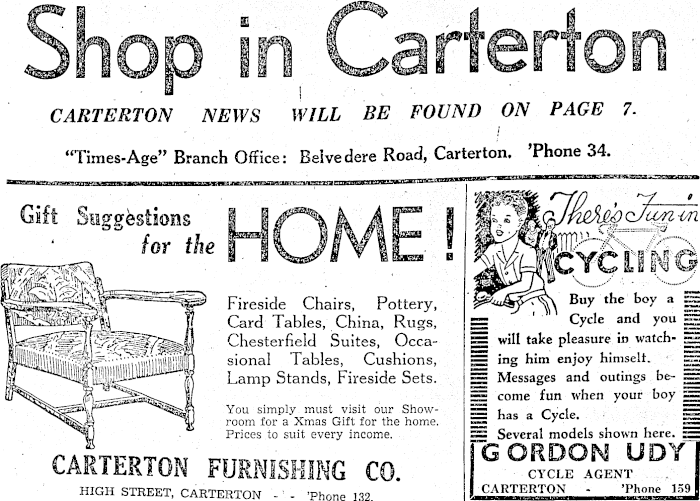 Shop in Carterton
CARTERTON NEWS WILL BE FOUND ON PAGE 7.
"Times-Age" Branch Office: Belvedere Road, Carterton. 'Phone 34.
Gift Suggestions
for the
HOME!
Fireside Chairs, Pottery,
Card Tables, China, Rugs,
Chesterfield Suites, Occa-
sional Tables, Cushions,
Lamp Stands, Fireside Sets.
You simply must visit our Show-
room for a Xmas Gift for the home.
Prices to suit every income.
CARTERTON FURNISHING CO.
HIGH STREET, CARTERTON - - 'Phone 132.
There's Fun in
CYCLING
Buy the boy a
Cycle and you
will take pleasure in watch-
ing him enjoy himself.
Messages and outings be-
come fun when your boy
has a Cycle.
Several models shown here.
GORDON UDY
CYCLE AGENT
CARTERTON - 'Phone 159